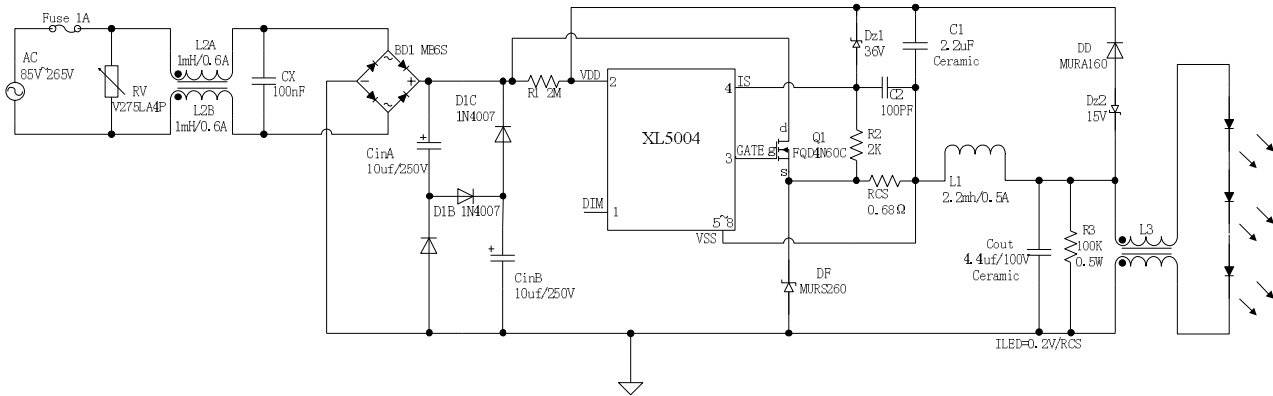 Fuse 1A
AC
85V~265V
RV
V275LA4P
L2A
1mH/0.6A
L2B
1mH/0.6A
CX
100nF
BD1 MB6S
CinA
10uf/250V
D1C
1N4007
D1B 1N4007
CinB
10uf/250V
R1 2M
VDD
2
XL5004
DIM
1
IS
4
GATE
3
5~8
VSS
Dz1
36V
C1
2.2uF
Ceramic
C2
100PF
d
g
s
Q1
FQD4N60C
R2
2K
RCS
0.68Ω
DF
MURS260
L1
2.2mh/0.5A
DD
MURA160
Dz2
15V
Cout
4.4uf/100V
Ceramic
R3
100K
0.5W
L3
ILED=0.2V/RCS